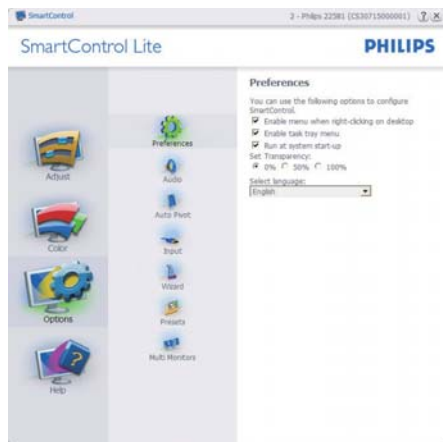 SmartControl
2 - Philips 225B1 (CS30715000001)
SmartControl Lite
PHILIPS
Adjust
Color
Options
Help
Preferences
Audio
Auto Pivot
Input
Wizard
Presets
Multi Monitors
Preferences
You can use the following options to configure
SmartControl.
Enable menu when right-clicking on desktop
Enable task tray menu
Run at system start-up
Set Transparency:
0% 50% 100%
Select language:
English